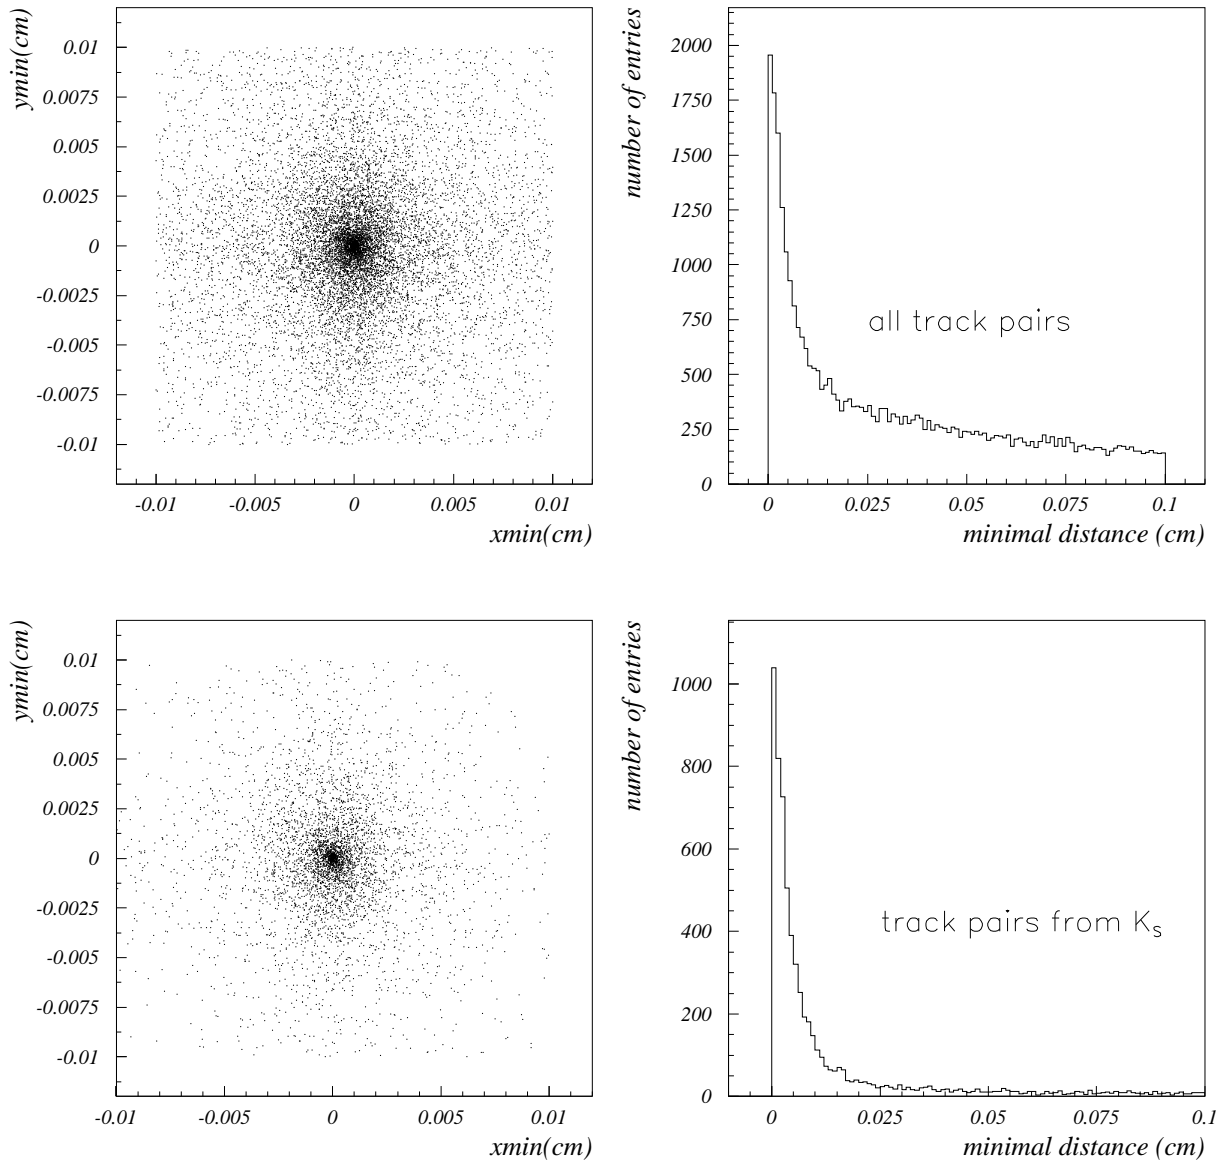 ymin(cm)
0.01
0.0075
0.005
0.0025
0
-0.0025
-0.005
-0.0075
-0.01
-0.01 -0.005 0 0.005 0.01
xmin(cm)
number of entries
2000
1750
1500
1250
1000
750
500
250
0
all track pairs
0 0.025 0.05 0.075 0.1
minimal distance (cm)
ymin(cm)
0.01
0.0075
0.005
0.0025
0
-0.0025
-0.005
-0.0075
-0.01
-0.01 -0.005 0 0.005 0.01
xmin(cm)
number of entries
1000
800
600
400
200
0
track pairs from Ks
0 0.025 0.05 0.075 0.1
minimal distance (cm)